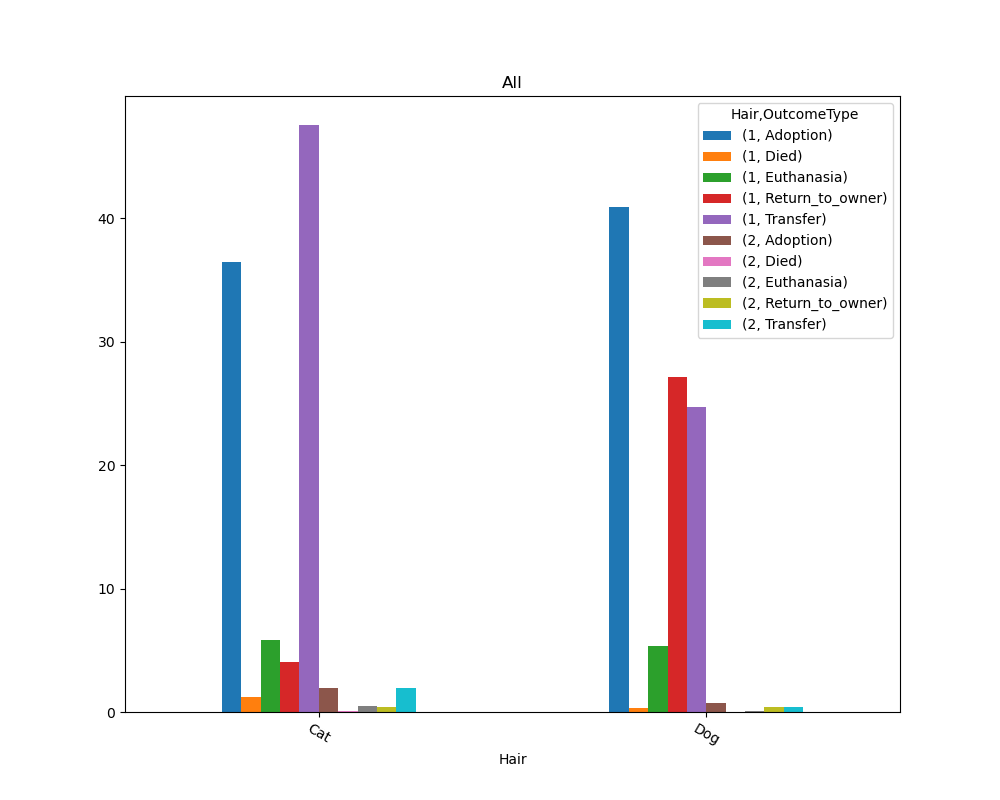 All
Hair,OutcomeType
(1, Adoption)
(1, Died)
(1, Euthanasia)
(1, Return_to_owner)
(1, Transfer)
(2, Adoption)
(2, Died)
(2, Euthanasia)
(2, Return_to_owner)
(2, Transfer)
40
30
20
10
0
Cat
Dog
Hair